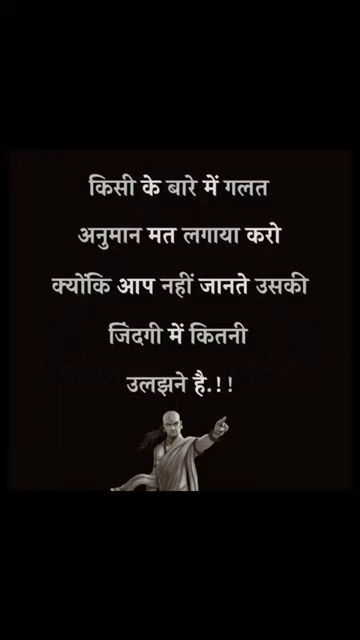 किसी के बारे में गलत
अनुमान मत लगाया करो
क्योंकि आप नहीं जानते उसकी
जिंदगी में कितनी
उलझने है.!!